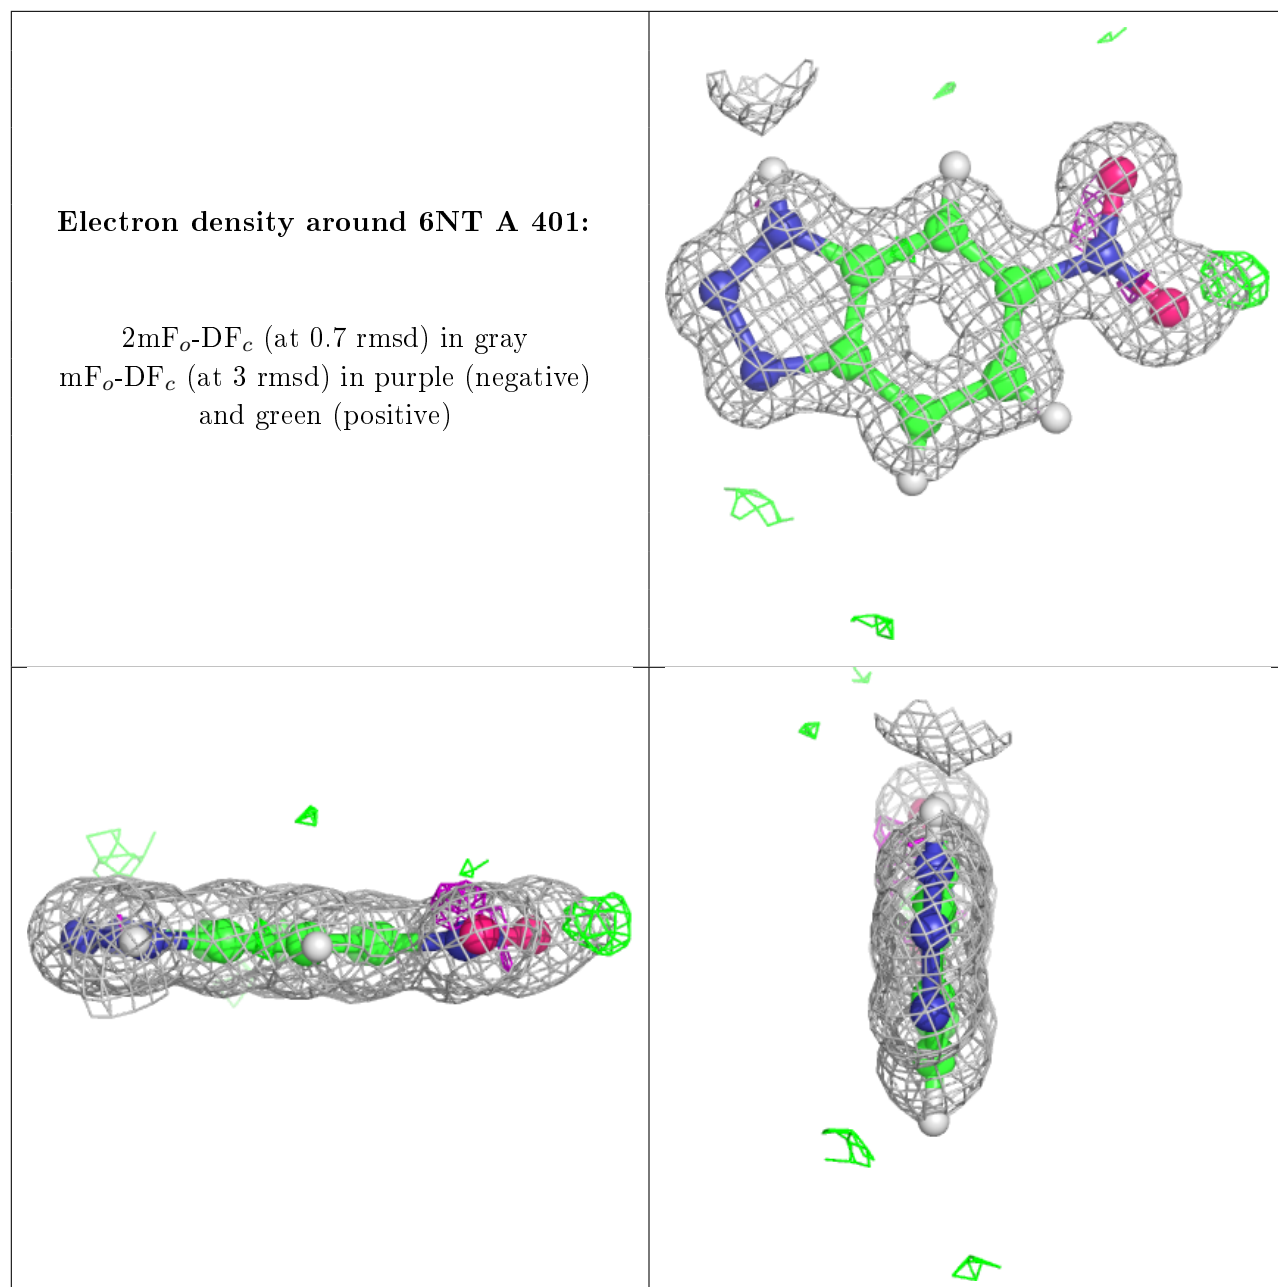 Electron density around 6NT A 401:
2mFo-DFc (at 0.7 rmsd) in gray
mFo-DFc (at 3 rmsd) in purple (negative)
and green (positive)